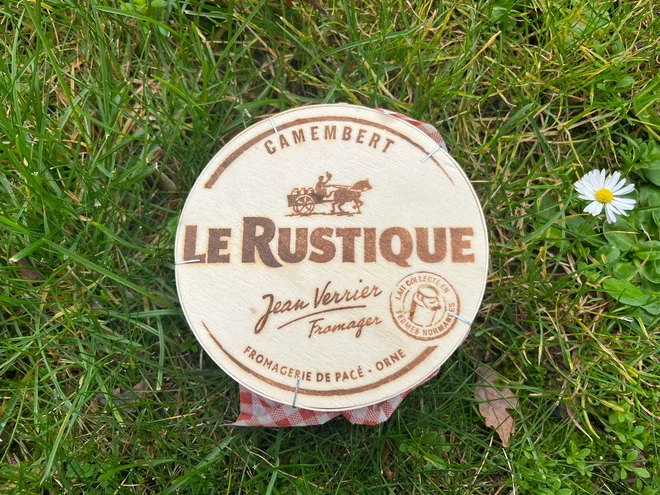 CAMEMBERT
LE RUSTIQUE
Jean Verrier
Fromager
LAIT COLLECTÉ EN
FERMES NORMANDES
FROMAGERIE DE PACÉ - ORNE